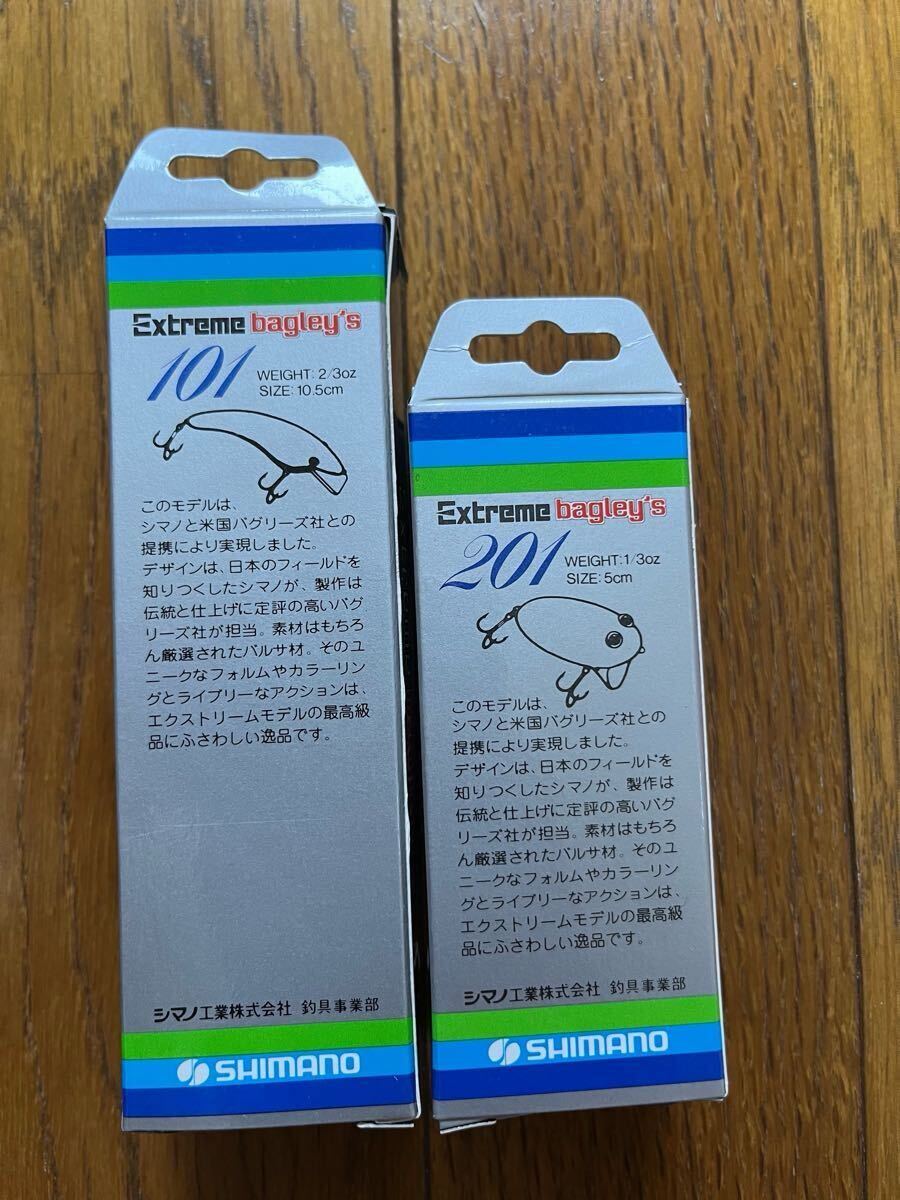 Extreme bagley's
101 WEIGHT: 2/3oz
SIZE: 10.5cm
このモデルは、
シマノと米国バグリーズ社との
提携により実現しました。
デザインは、日本のフィールドを
知りつくしたシマノが、製作は
伝統と仕上げに定評の高いバグ
リーズ社が担当。素材はもちろ
ん厳選されたバルサ材。そのユ
ニークなフォルムやカラーリン
グとライブリーなアクションは、
エクストリームモデルの最高級
品にふさわしい逸品です。
シマノ工業株式会社 釣具事業部
SHIMANO
Extreme bagley's
201 WEIGHT: 1/3oz
SIZE: 5cm
このモデルは、
シマノと米国バグリーズ社との
提携により実現しました。
デザインは、日本のフィールドを
知りつくしたシマノが、製作は
伝統と仕上げに定評の高いバグ
リーズ社が担当。素材はもちろ
ん厳選されたバルサ材。そのユ
ニークなフォルムやカラーリン
グとライブリーなアクションは、
エクストリームモデルの最高級
品にふさわしい逸品です。
シマノ工業株式会社 釣具事業部
SHIMANO